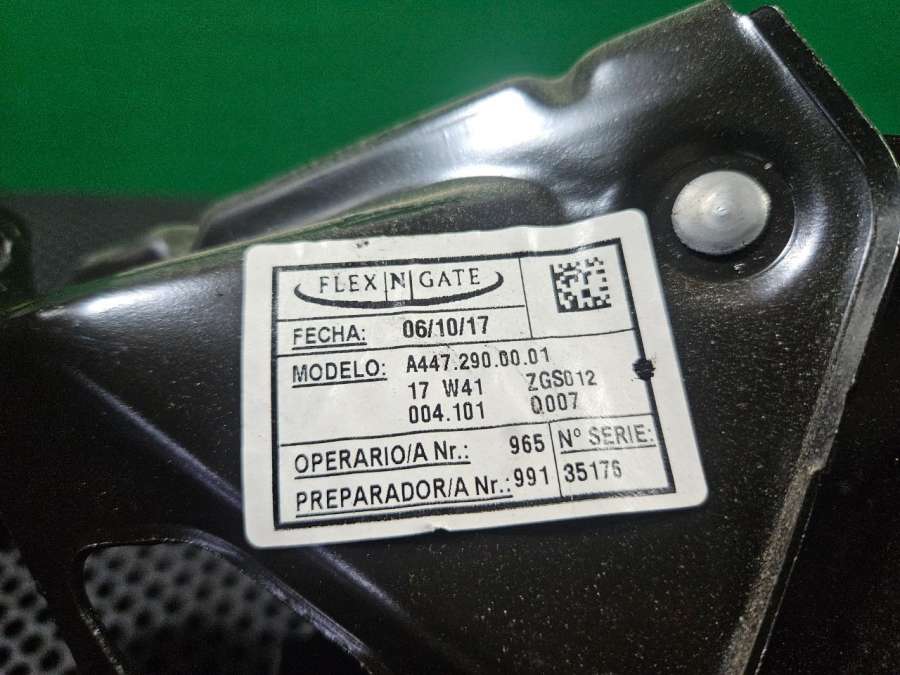 FLEX N GATE
FECHA: 06/10/17
MODELO: A447.290.00.01
17 W41 ZGS012
004.101 Q007
OPERARIO/A Nr.: 965
PREPARADOR/A Nr.: 991
Nº SERIE:
35176